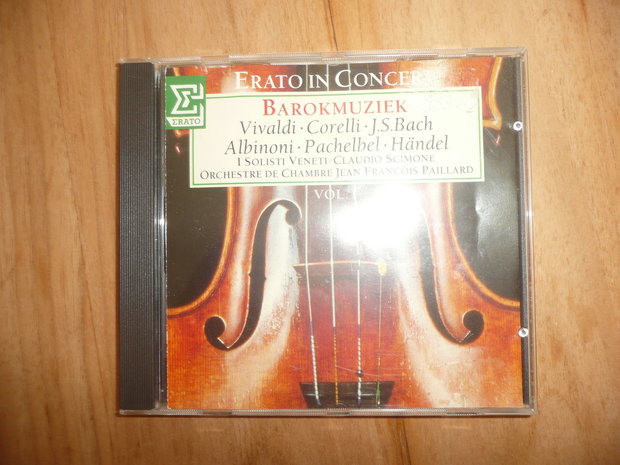 ERATO IN CONCERT
ERATO
BAROKMUZIEK
Vivaldi · Corelli · J.S.Bach
Albinoni · Pachelbel · Händel
I SOLISTI VENETI-CLAUDIO SCIMONE
ORCHESTRE DE CHAMBRE JEAN FRANÇOIS PAILLARD
VOL.